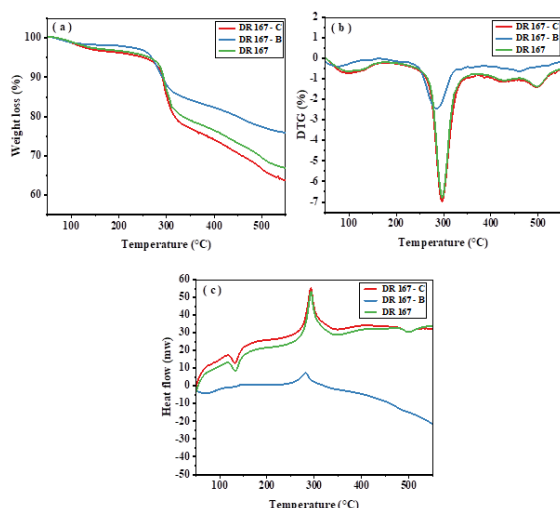 ( a )
DR 167 - C
DR 167 - B
DR 167
100
90
80
70
60
Weight loss (%)
100
200
300
400
500
Temperature (°C)
( b )
DR 167 - C
DR 167 - B
DR 167
2
1
0
-1
-2
-3
-4
-5
-6
-7
DTG (%)
0
100
200
300
400
500
Temperature (°C)
( c )
DR 167 - C
DR 167 - B
DR 167
60
50
40
30
20
10
0
-10
-20
-30
-40
-50
Heat flow (mw)
100
200
300
400
500
Temperature (°C)